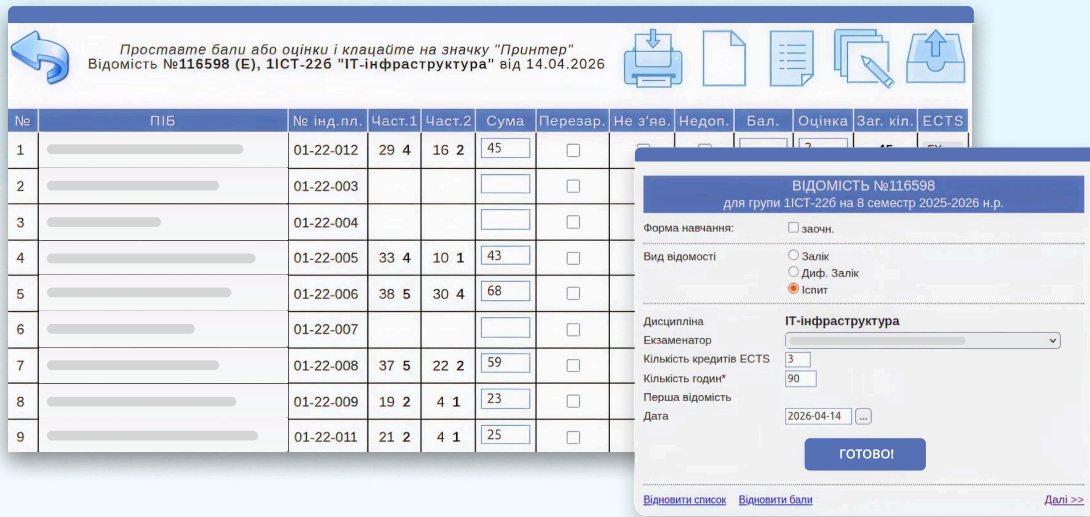 Проставте бали або оцінки і клацайте на значку "Принтер"
Відомість №116598 (Е), 1ІСТ-22б "ІТ-інфраструктура" від 14.04.2026
№ ПІБ № інд.пл. Част.1 Част.2 Сума Перезар. Не з'яв. Недоп. Бал. Оцінка Заг. кіл. ECTS
1 01-22-012 29 4 16 2 45
2 01-22-003
3 01-22-004
4 01-22-005 33 4 10 1 43
5 01-22-006 38 5 30 4 68
6 01-22-007
7 01-22-008 37 5 22 2 59
8 01-22-009 19 2 4 1 23
9 01-22-011 21 2 4 1 25
ВІДОМІСТЬ №116598
для групи 1ІСТ-22б на 8 семестр 2025-2026 н.р.
Форма навчання: заочн.
Вид відомості Залік
Диф. Залік
Іспит
Дисципліна ІТ-інфраструктура
Екзаменатор
Кількість кредитів ECTS 3
Кількість годин* 90
Перша відомість
Дата 2026-04-14 ...
ГОТОВО!
Відновити список Відновити бали Далі >>